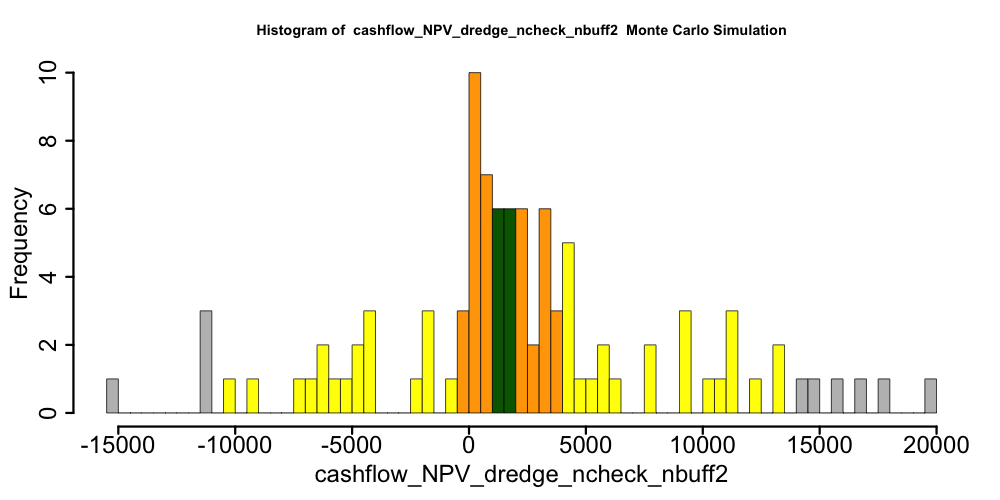 Histogram of cashflow_NPV_dredge_ncheck_nbuff2 Monte Carlo Simulation
10
8
6
4
2
0
Frequency
-15000 -10000 -5000 0 5000 10000 15000 20000
cashflow_NPV_dredge_ncheck_nbuff2